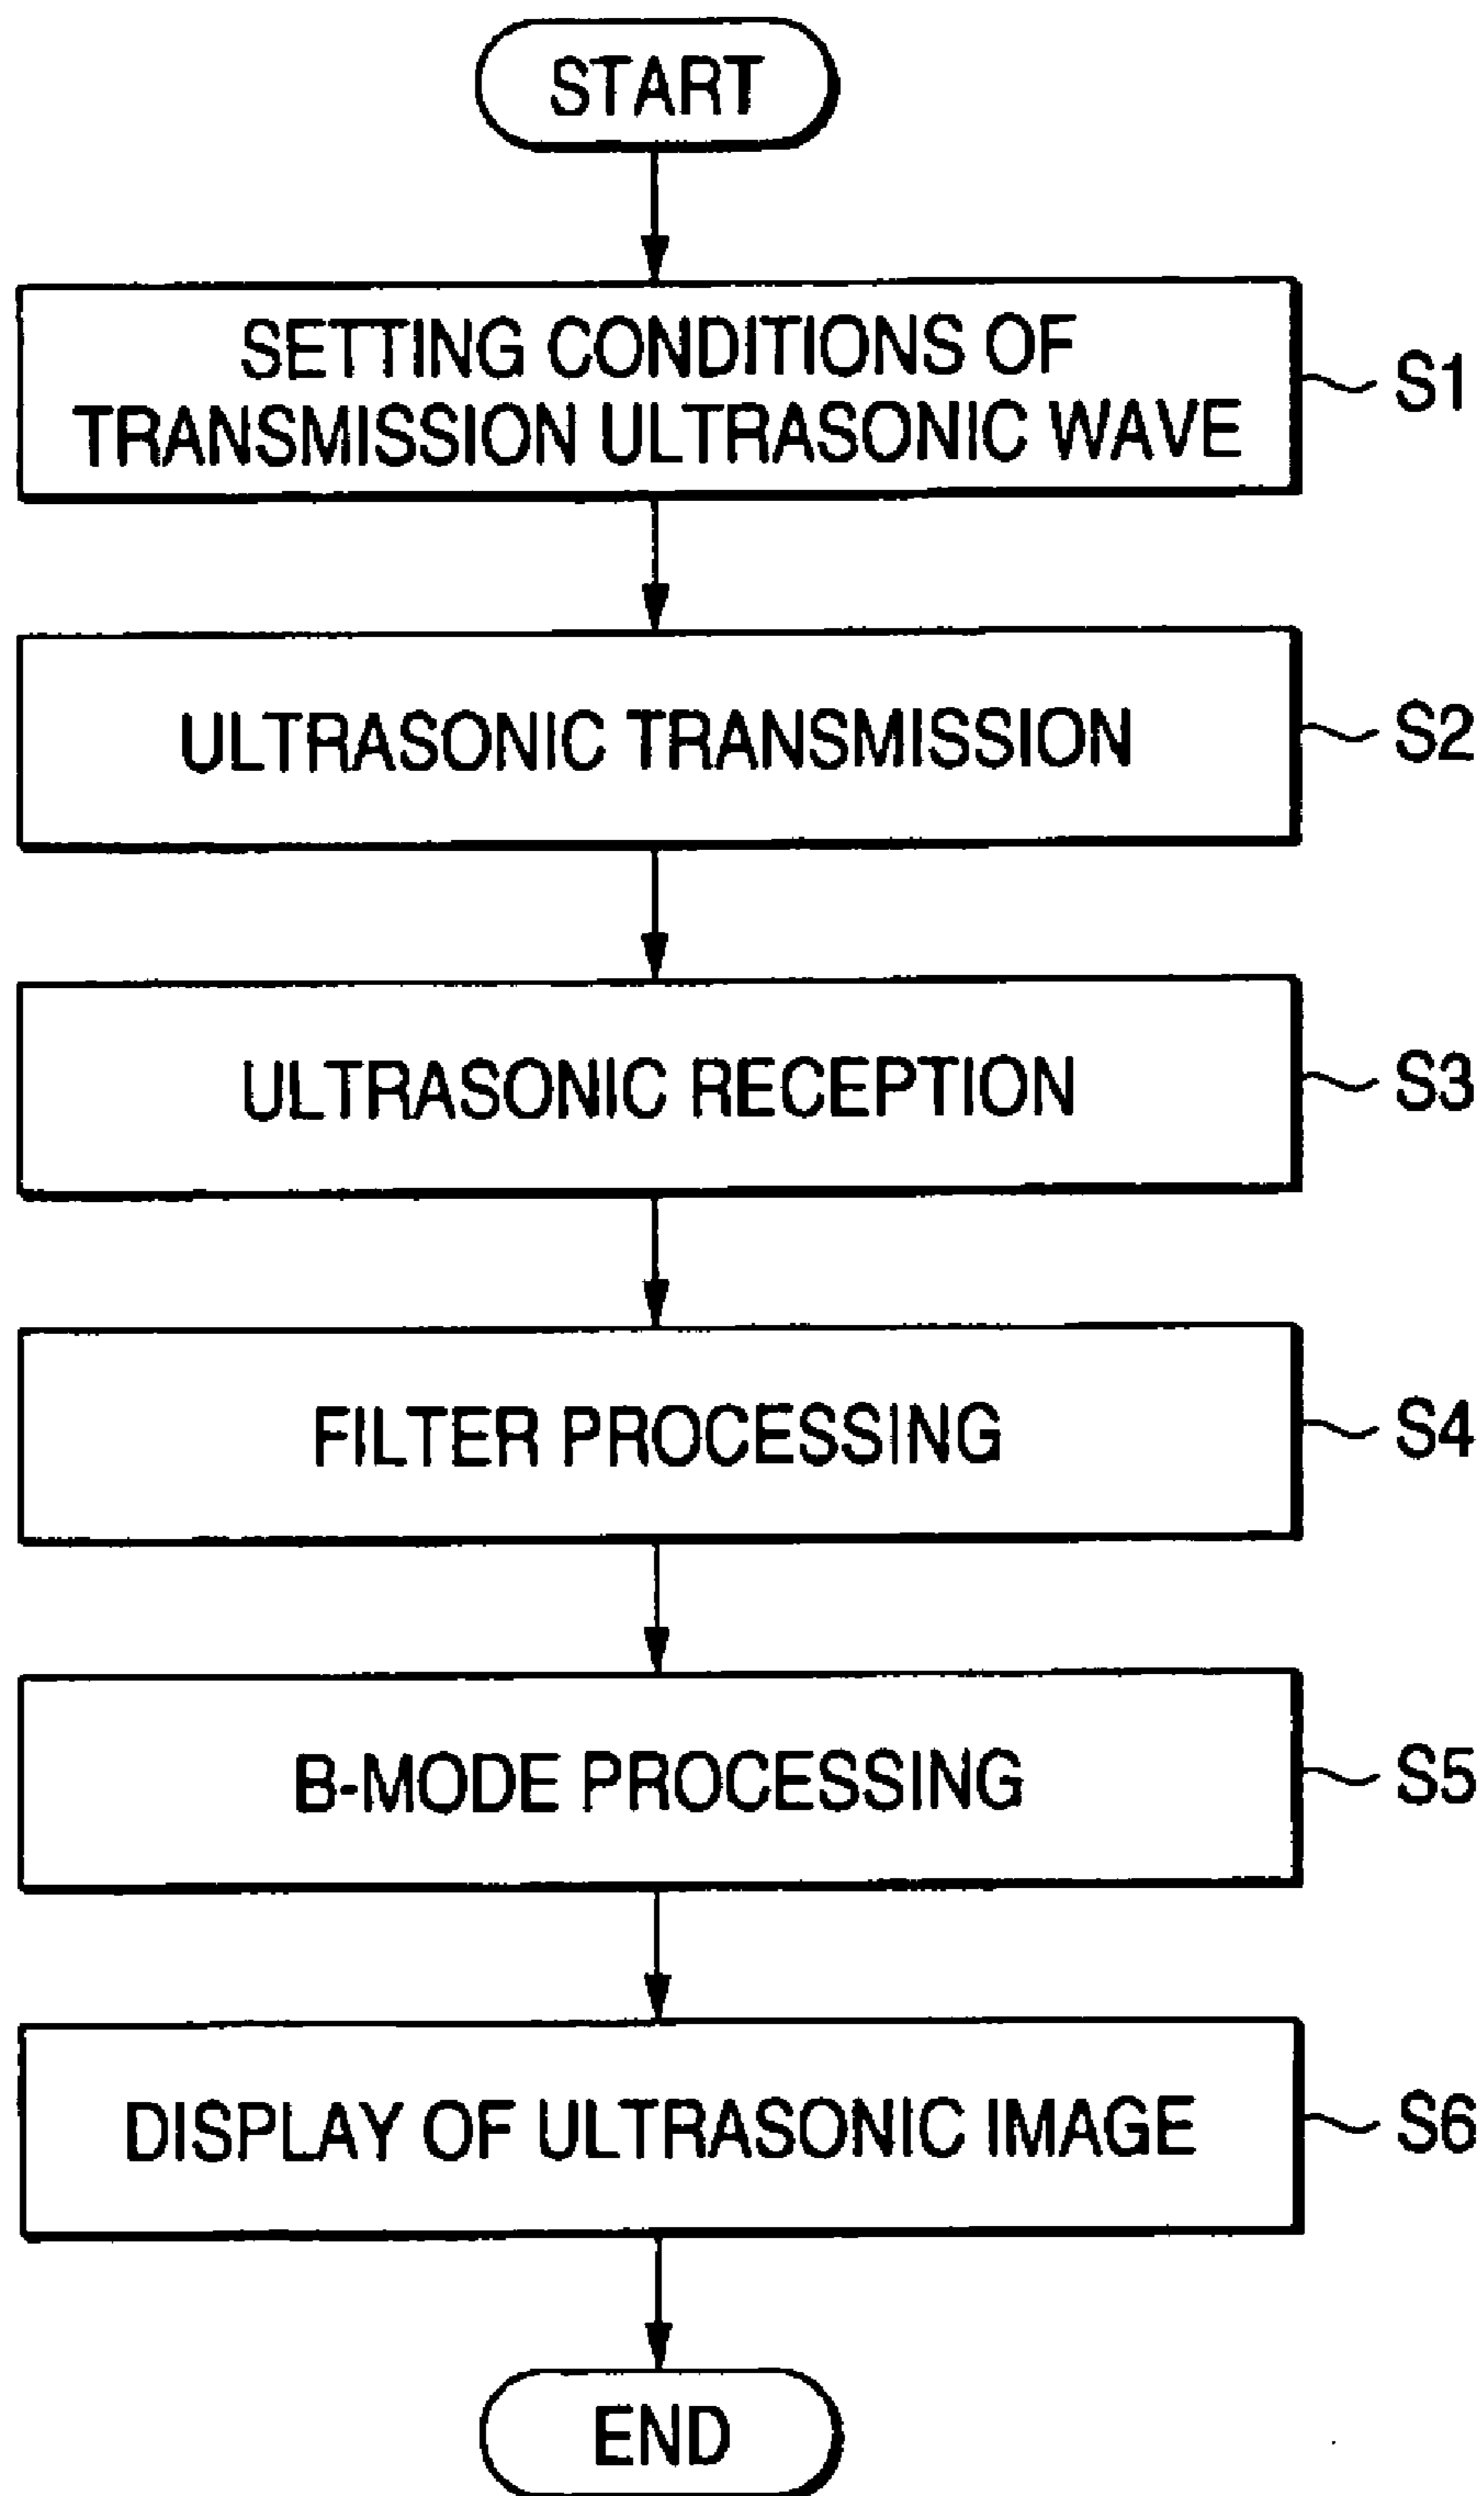 START
SETTING CONDITIONS OF
TRANSMISSION ULTRASONIC WAVE
S1
ULTRASONIC TRANSMISSION
S2
ULTRASONIC RECEPTION
S3
FILTER PROCESSING
S4
B-MODE PROCESSING
S5
DISPLAY OF ULTRASONIC IMAGE
S6
END